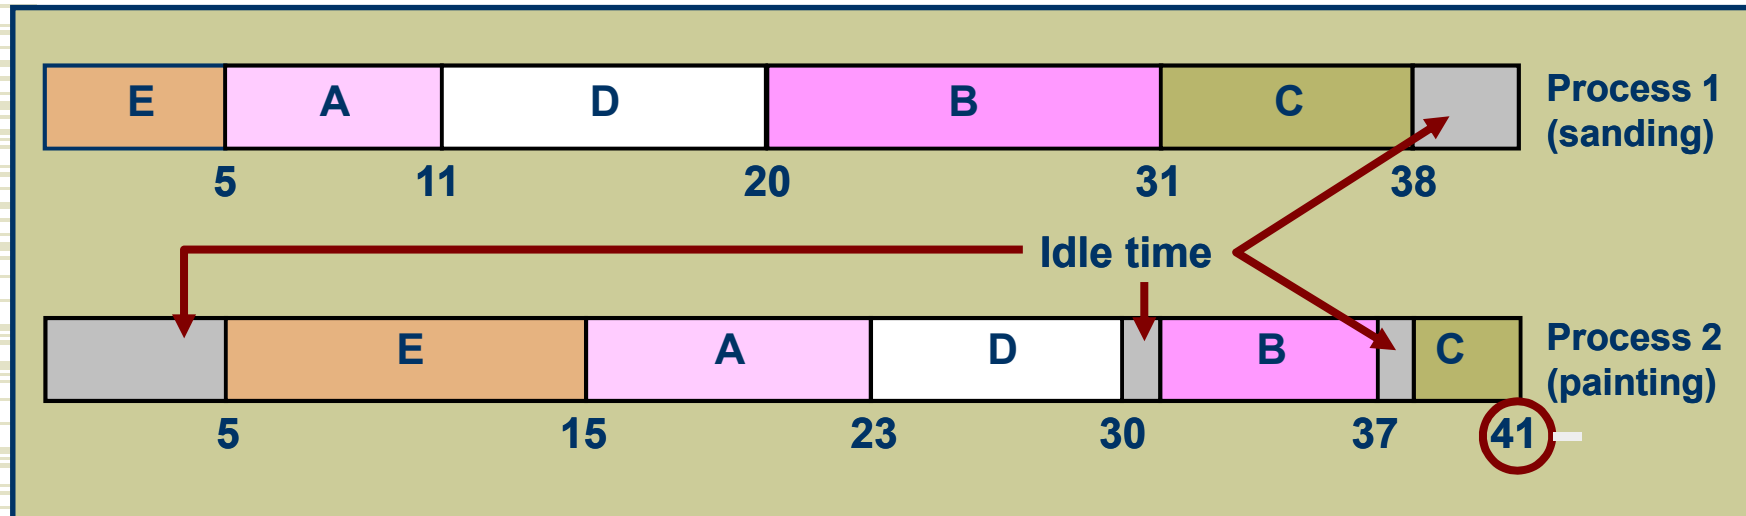 E A D B C Process 1
(sanding)
5 11 20 31 38
Idle time
E A D B C Process 2
(painting)
5 15 23 30 37 41